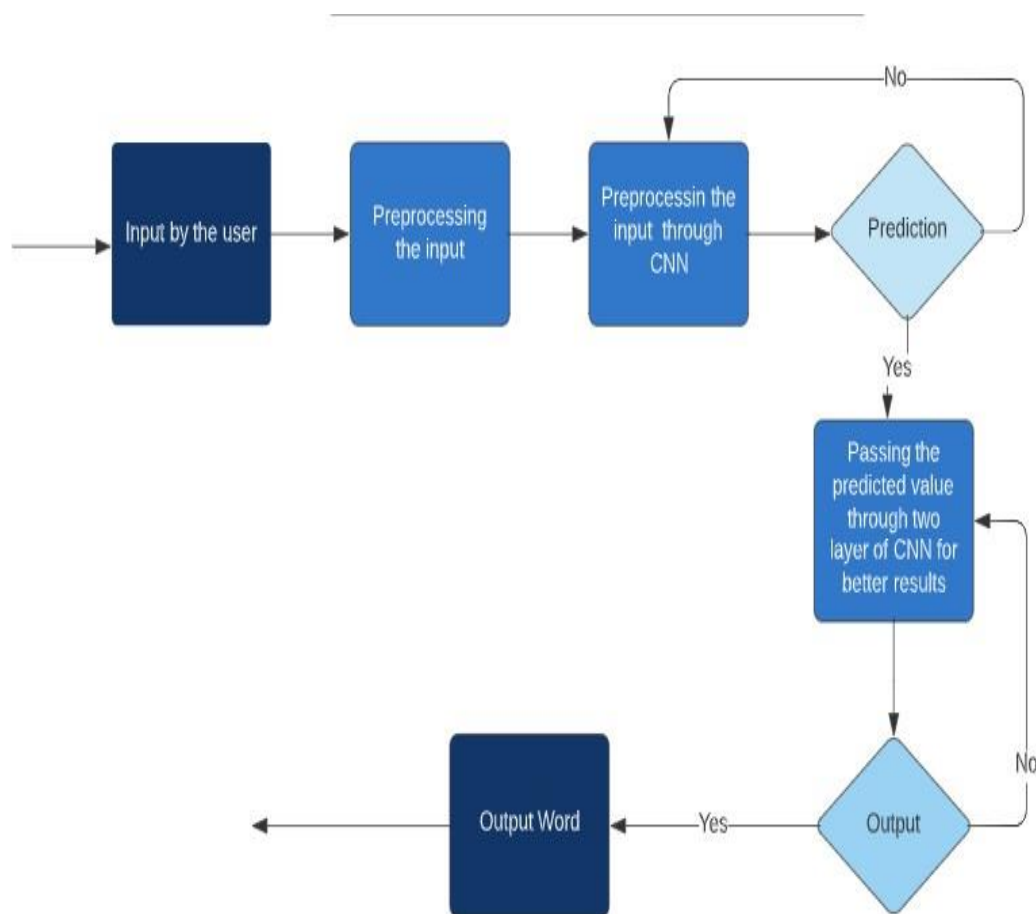 No
Input by the user
Preprocessing
the input
Preprocessin the
input through
CNN
Prediction
Yes
Passing the
predicted value
through two
layer of CNN for
better results
No
Output
Yes
Output Word